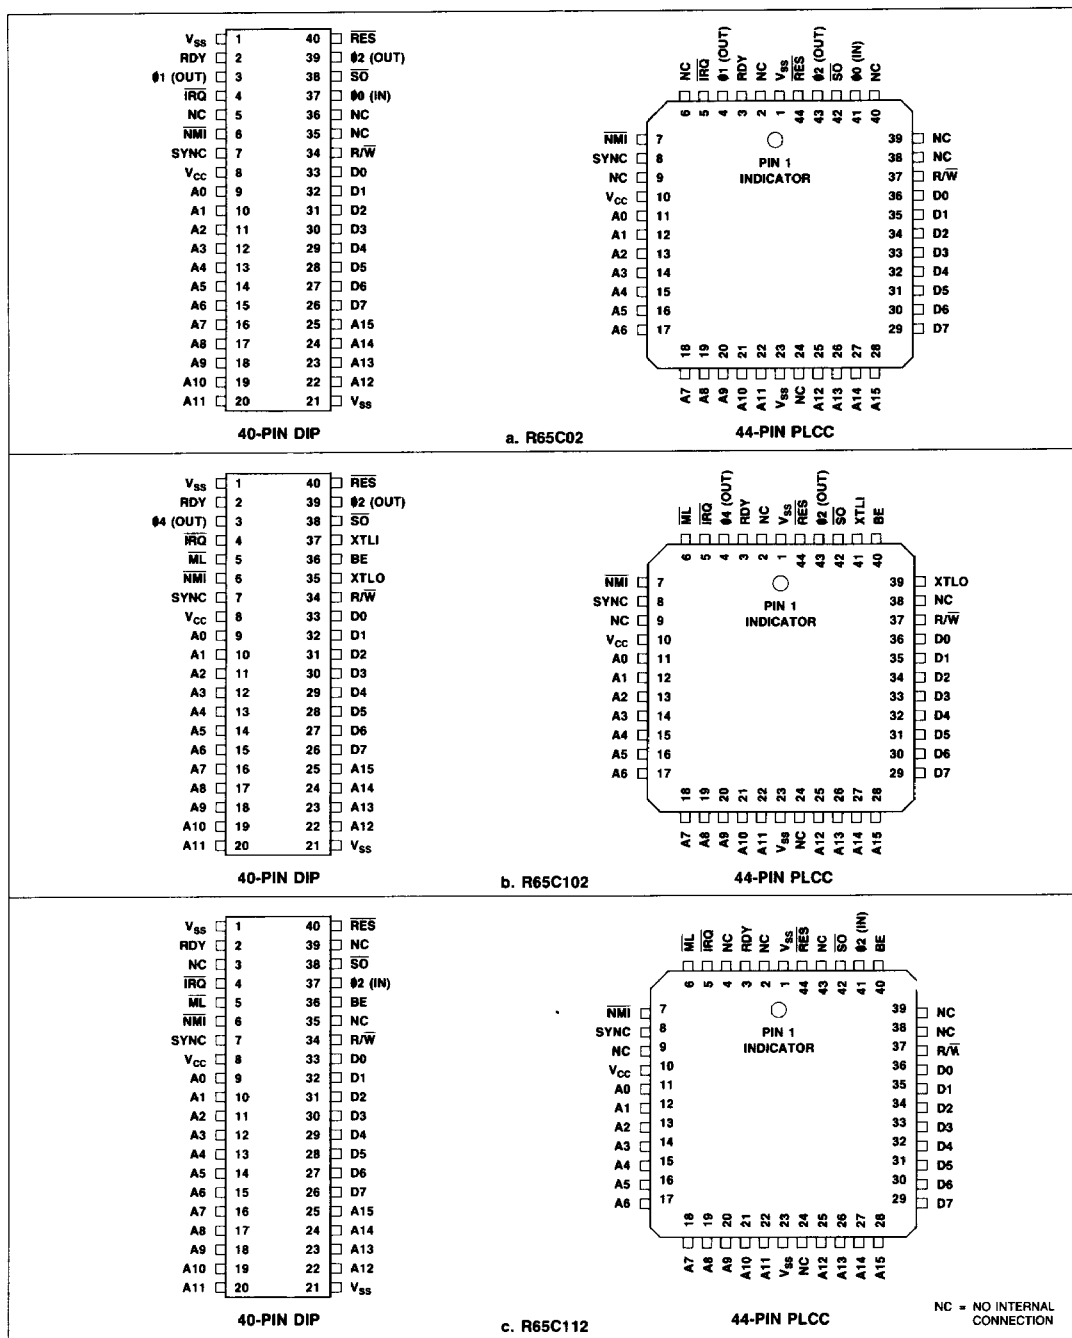 VSS 1 40 RES
RDY 2 39 ϕ2 (OUT)
ϕ1 (OUT) 3 38 SO
IRQ 4 37 ϕ0 (IN)
NC 5 36 NC
NMI 6 35 NC
SYNC 7 34 R/W
VCC 8 33 D0
A0 9 32 D1
A1 10 31 D2
A2 11 30 D3
A3 12 29 D4
A4 13 28 D5
A5 14 27 D6
A6 15 26 D7
A7 16 25 A15
A8 17 24 A14
A9 18 23 A13
A10 19 22 A12
A11 20 21 VSS
40-PIN DIP
NC IRQ ϕ1 (OUT) RDY NC VSS RES ϕ2 (OUT) SO ϕ0 (IN) NC
6 5 4 3 2 1 44 43 42 41 40
NMI 7 39 NC
SYNC 8 38 NC
NC 9 37 R/W
VCC 10 36 D0
A0 11 35 D1
A1 12 34 D2
A2 13 33 D3
A3 14 32 D4
A4 15 31 D5
A5 16 30 D6
A6 17 29 D7
PIN 1
INDICATOR
18 19 20 21 22 23 24 25 26 27 28
A7 A8 A9 A10 A11 VSS NC A12 A13 A14 A15
44-PIN PLCC
a. R65C02
VSS 1 40 RES
RDY 2 39 ϕ2 (OUT)
ϕ4 (OUT) 3 38 SO
IRQ 4 37 XTLI
ML 5 36 BE
NMI 6 35 XTLO
SYNC 7 34 R/W
VCC 8 33 D0
A0 9 32 D1
A1 10 31 D2
A2 11 30 D3
A3 12 29 D4
A4 13 28 D5
A5 14 27 D6
A6 15 26 D7
A7 16 25 A15
A8 17 24 A14
A9 18 23 A13
A10 19 22 A12
A11 20 21 VSS
40-PIN DIP
ML IRQ ϕ4 (OUT) RDY NC VSS RES ϕ2 (OUT) SO XTLI BE
6 5 4 3 2 1 44 43 42 41 40
NMI 7 39 XTLO
SYNC 8 38 NC
NC 9 37 R/W
VCC 10 36 D0
A0 11 35 D1
A1 12 34 D2
A2 13 33 D3
A3 14 32 D4
A4 15 31 D5
A5 16 30 D6
A6 17 29 D7
PIN 1
INDICATOR
18 19 20 21 22 23 24 25 26 27 28
A7 A8 A9 A10 A11 VSS NC A12 A13 A14 A15
44-PIN PLCC
b. R65C102
VSS 1 40 RES
RDY 2 39 NC
NC 3 38 SO
IRQ 4 37 ϕ2 (IN)
ML 5 36 BE
NMI 6 35 NC
SYNC 7 34 R/W
VCC 8 33 D0
A0 9 32 D1
A1 10 31 D2
A2 11 30 D3
A3 12 29 D4
A4 13 28 D5
A5 14 27 D6
A6 15 26 D7
A7 16 25 A15
A8 17 24 A14
A9 18 23 A13
A10 19 22 A12
A11 20 21 VSS
40-PIN DIP
ML IRQ NC RDY NC VSS RES NC SO ϕ2 (IN) BE
6 5 4 3 2 1 44 43 42 41 40
NMI 7 39 NC
SYNC 8 38 NC
NC 9 37 R/W
VCC 10 36 D0
A0 11 35 D1
A1 12 34 D2
A2 13 33 D3
A3 14 32 D4
A4 15 31 D5
A5 16 30 D6
A6 17 29 D7
PIN 1
INDICATOR
18 19 20 21 22 23 24 25 26 27 28
A7 A8 A9 A10 A11 VSS NC A12 A13 A14 A15
44-PIN PLCC
c. R65C112
NC = NO INTERNAL
CONNECTION